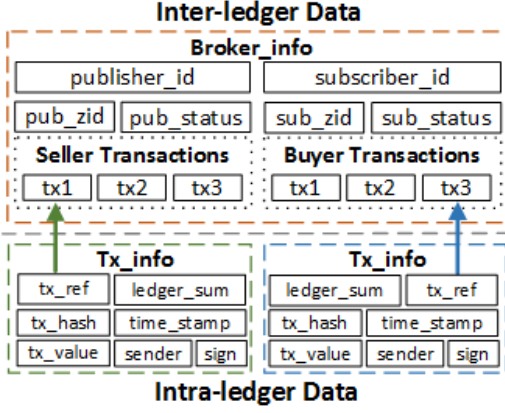 Inter-ledger Data
Broker_info
publisher_id subscriber_id
pub_zid pub_status sub_zid sub_status
Seller Transactions Buyer Transactions
tx1 tx2 tx3 tx1 tx2 tx3
Tx_info Tx_info
tx_ref ledger_sum ledger_sum tx_ref
tx_hash time_stamp tx_hash time_stamp
tx_value sender sign tx_value sender sign
Intra-ledger Data